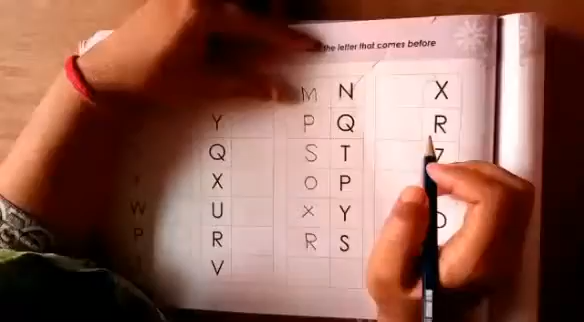 the letter that comes before
M N X
Y P Q R
Q S T Z
X O P
W U X Y D
P R R S
V